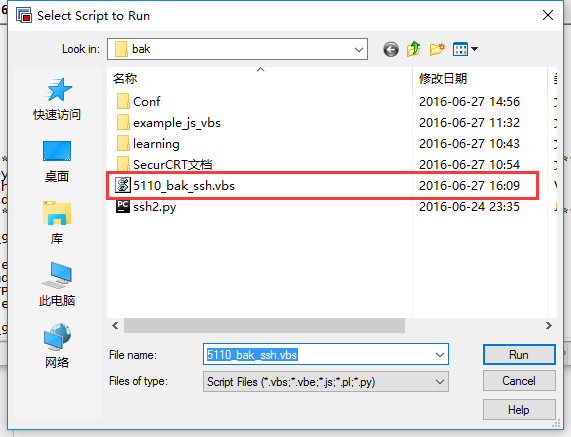 Select Script to Run
Look in: bak
名称 修改日期
Conf 2016-06-27 14:56
example_js_vbs 2016-06-27 11:32
learning 2016-06-27 10:43
SecurCRT文档 2016-06-27 10:54
5110_bak_ssh.vbs 2016-06-27 16:09
ssh2.py 2016-06-24 23:35
快速访问
桌面
库
此电脑
网络
File name: 5110_bak_ssh.vbs Run
Files of type: Script Files (*.vbs;*.vbe;*.js;*.pl;*.py) Cancel
Help